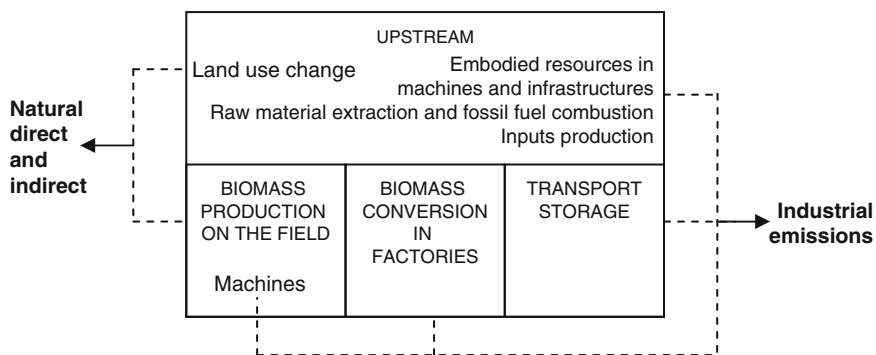 UPSTREAM
Land use change
Embodied resources in
machines and infrastructures
Raw material extraction and fossil fuel combustion
Inputs production
Natural
direct
and
indirect
BIOMASS
PRODUCTION
ON THE FIELD
Machines
BIOMASS
CONVERSION
IN
FACTORIES
TRANSPORT
STORAGE
Industrial
emissions